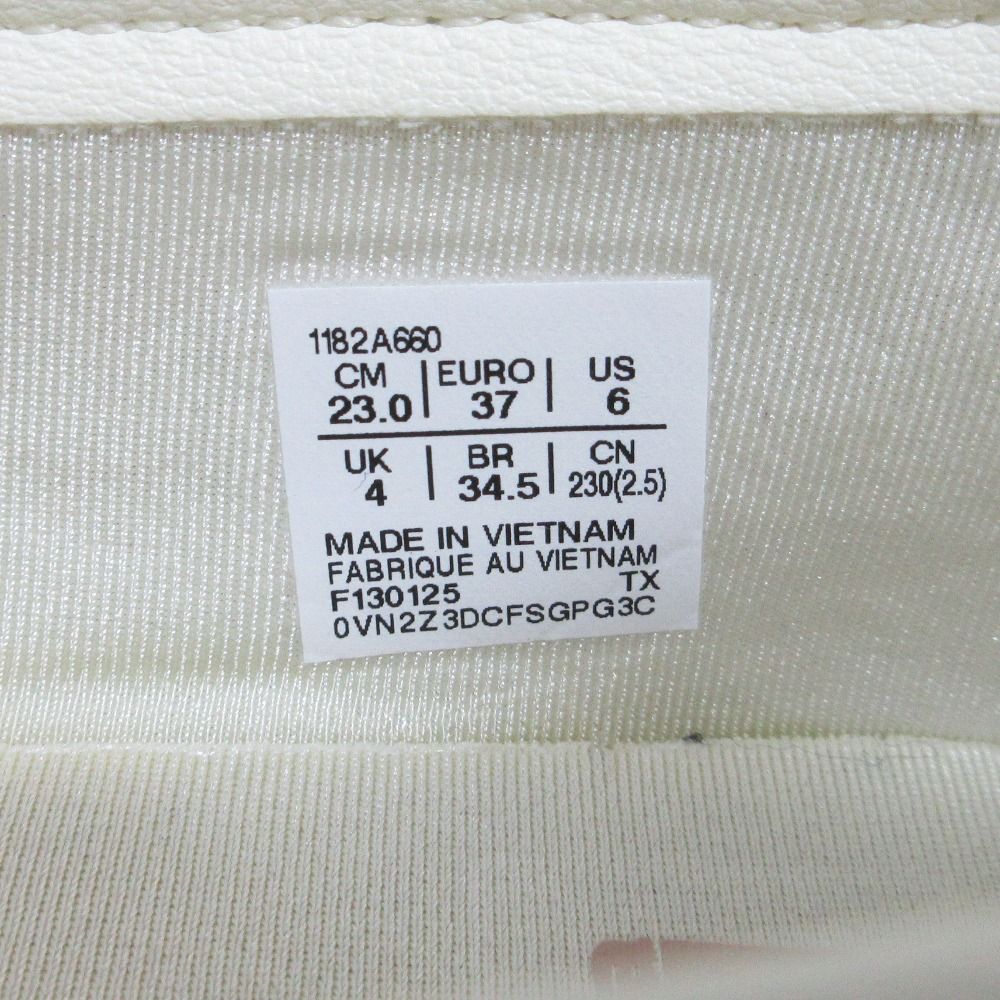 1182A660
CM EURO US
23.0 37 6
UK BR CN
4 34.5 230(2.5)
MADE IN VIETNAM
FABRIQUE AU VIETNAM
F130125 TX
0VN2Z3DCFSGPG3C